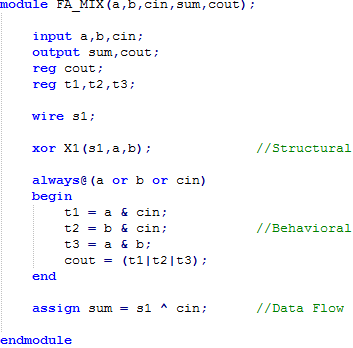 module FA_MIX(a,b,cin,sum,cout);
input a,b,cin;
output sum,cout;
reg cout;
reg t1,t2,t3;
wire s1;
xor X1(s1,a,b); //Structural
always@(a or b or cin)
begin
t1 = a & cin;
t2 = b & cin; //Behavioral
t3 = a & b;
cout = (t1|t2|t3);
end
assign sum = s1 ^ cin; //Data Flow
endmodule